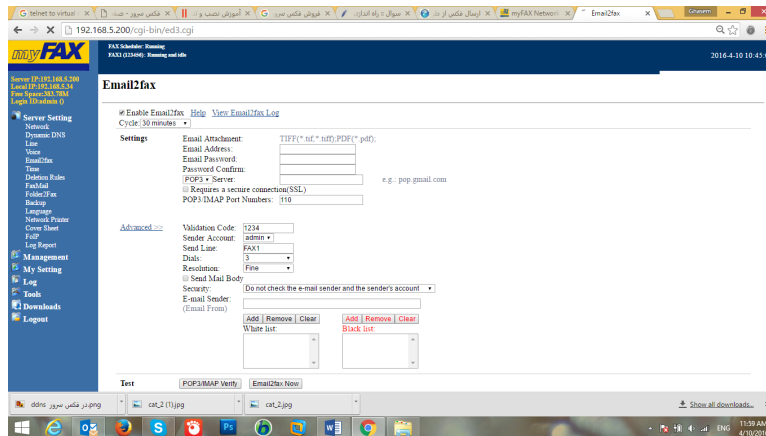 G telnet to virtual
فکس سرور - صف
آموزش نصب و
G فروش فکس سرور
سوال :: راه اندازی
ارسال فکس از
myFAX Network
Email2fax
Ghasemi
192.168.5.200/cgi-bin/ed3.cgi
myFAX
FAX Scheduler: Running
FAX1 (123456): Running and idle
2016-4-10 10:45:
Server IP:192.168.5.200
Local IP:192.168.5.34
Free Space:383.78M
Login ID:admin ()
Server Setting
Network
Dynamic DNS
Line
Voice
Email2fax
Time
Deletion Rules
FaxMail
Folder2Fax
Backup
Language
Network Printer
Cover Sheet
FoIP
Log Report
Management
My Setting
Log
Tools
Downloads
Logout
Email2fax
Enable Email2fax Help View Email2fax Log
Cycle: 30 minutes
Settings
Email Attachment: TIFF(*.tif,*.tiff);PDF(*.pdf);
Email Address:
Email Password:
Password Confirm:
POP3 Server: e.g.: pop.gmail.com
Requires a secuire connection(SSL)
POP3/IMAP Port Numbers: 110
Advanced >>
Validation Code: 1234
Sender Account: admin
Send Line: FAX1
Dials: 3
Resolution: Fine
Send Mail Body
Security: Do not check the e-mail sender and the sender's account
E-mail Sender:
(Email From)
Add Remove Clear Add Remove Clear
White list: Black list:
Test POP3/IMAP Verify Email2fax Now
ddns در فکس سرور.png
cat_2 (1).jpg
cat_2.jpg
Show all downloads...
ENG
11:59 AM
4/10/2016